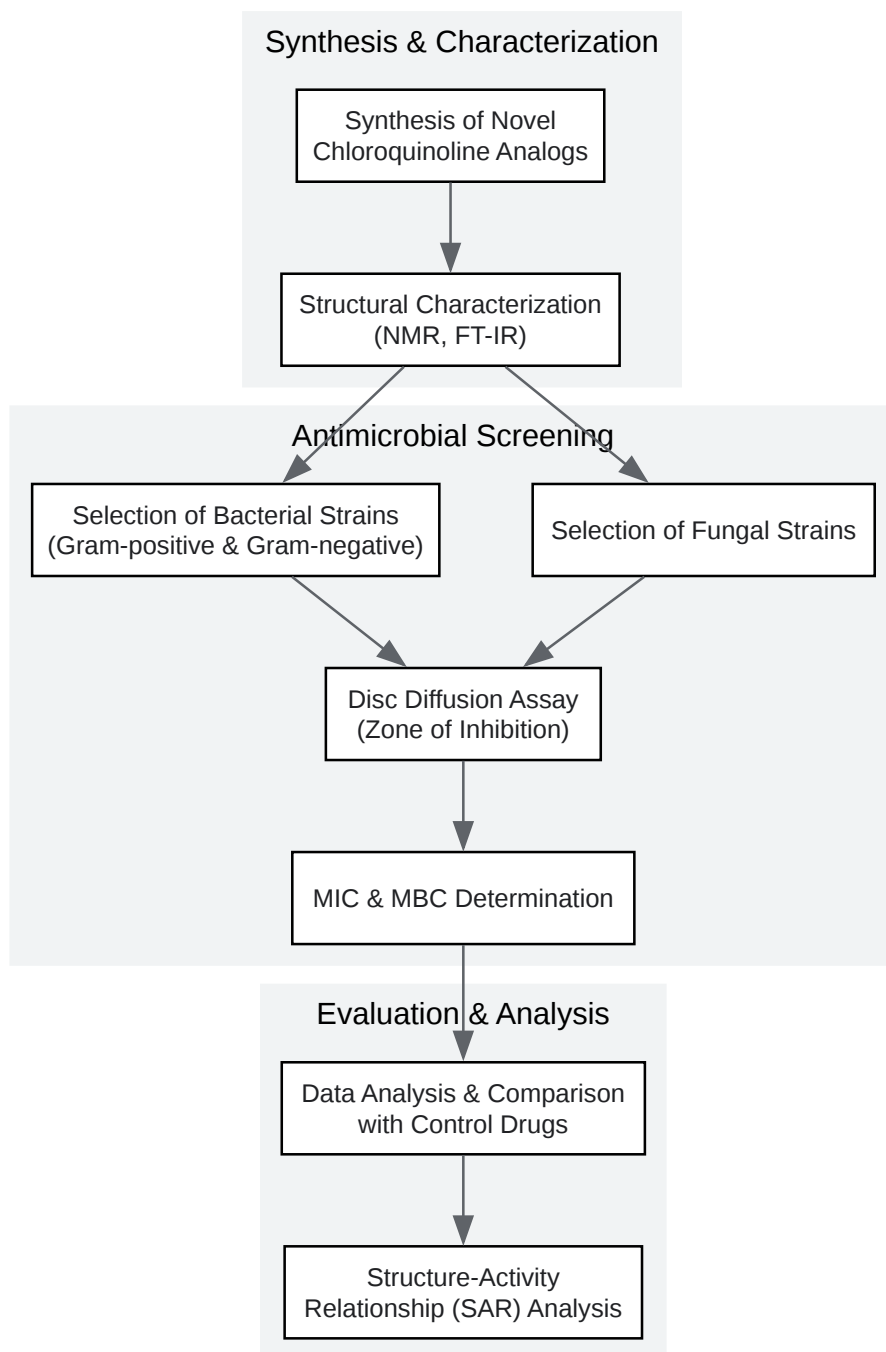 Synthesis & Characterization
Synthesis of Novel
Chloroquinoline Analogs
Structural Characterization
(NMR, FT-IR)
Antimicrobial Screening
Selection of Bacterial Strains
(Gram-positive & Gram-negative)
Selection of Fungal Strains
Disc Diffusion Assay
(Zone of Inhibition)
MIC & MBC Determination
Evaluation & Analysis
Data Analysis & Comparison
with Control Drugs
Structure-Activity
Relationship (SAR) Analysis